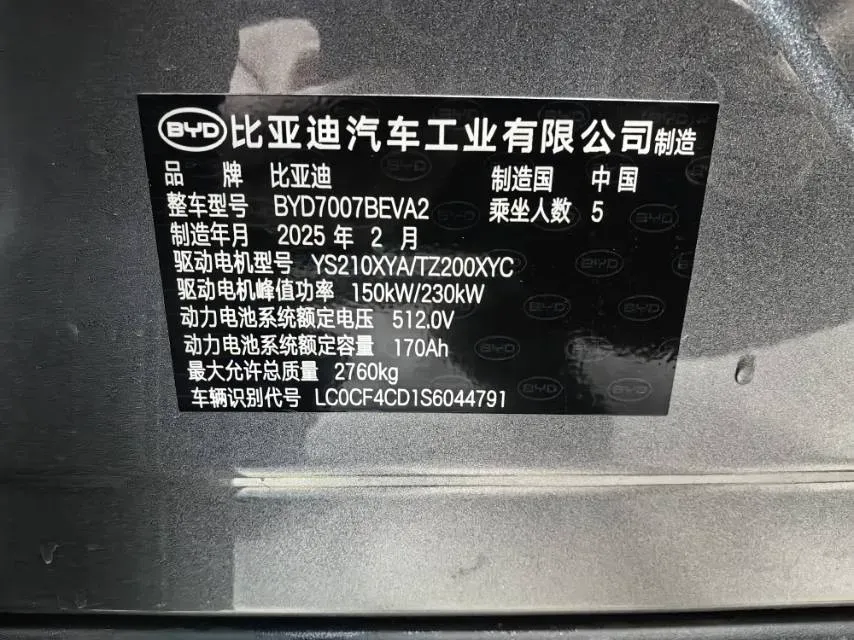 BYD 比亚迪汽车工业有限公司制造
品 牌 比亚迪 制造国 中国
整车型号 BYD7007BEVA2 乘坐人数 5
制造年月 2025 年 2 月
驱动电机型号 YS210XYA/TZ200XYC
驱动电机峰值功率 150kW/230kW
动力电池系统额定电压 512.0V
动力电池系统额定容量 170Ah
最大允许总质量 2760kg
车辆识别代号 LC0CF4CD1S6044791